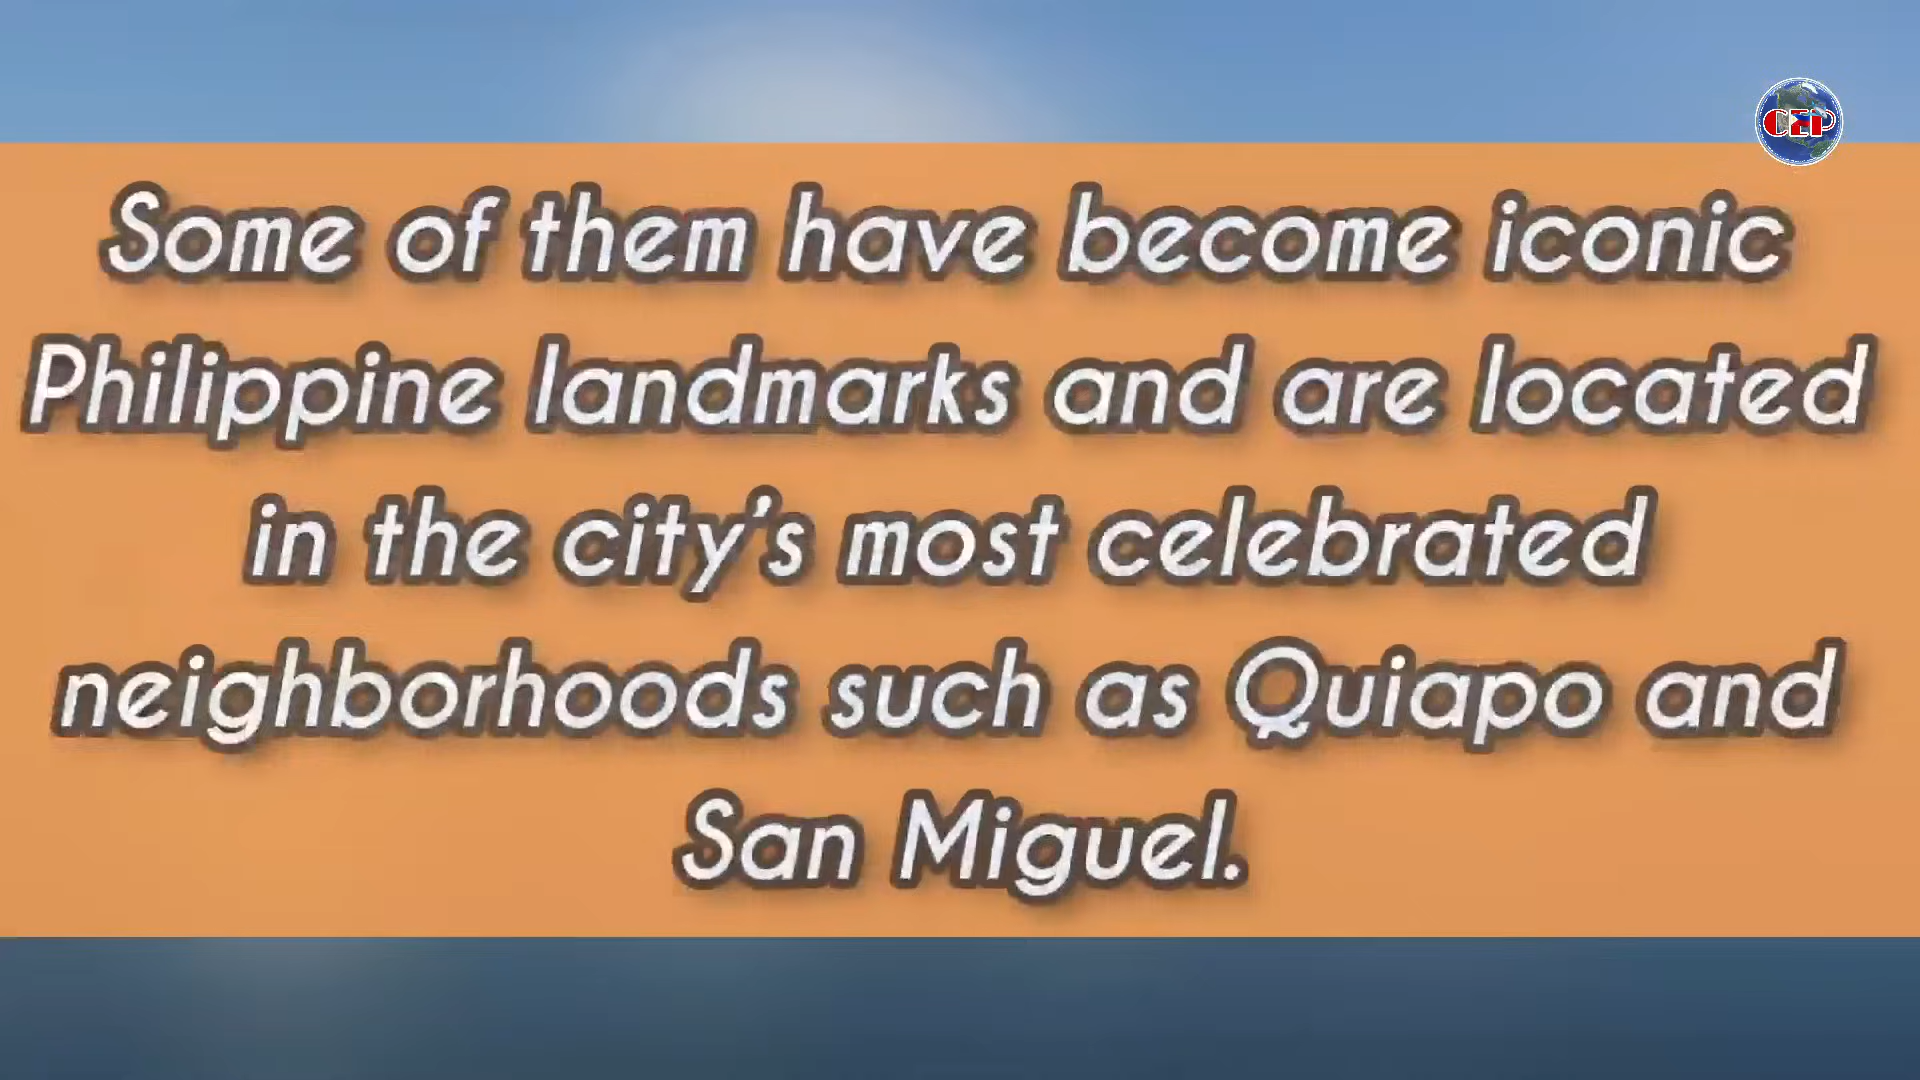 CEP
Some of them have become iconic
Philippine landmarks and are located
in the city's most celebrated
neighborhoods such as Quiapo and
San Miguel.